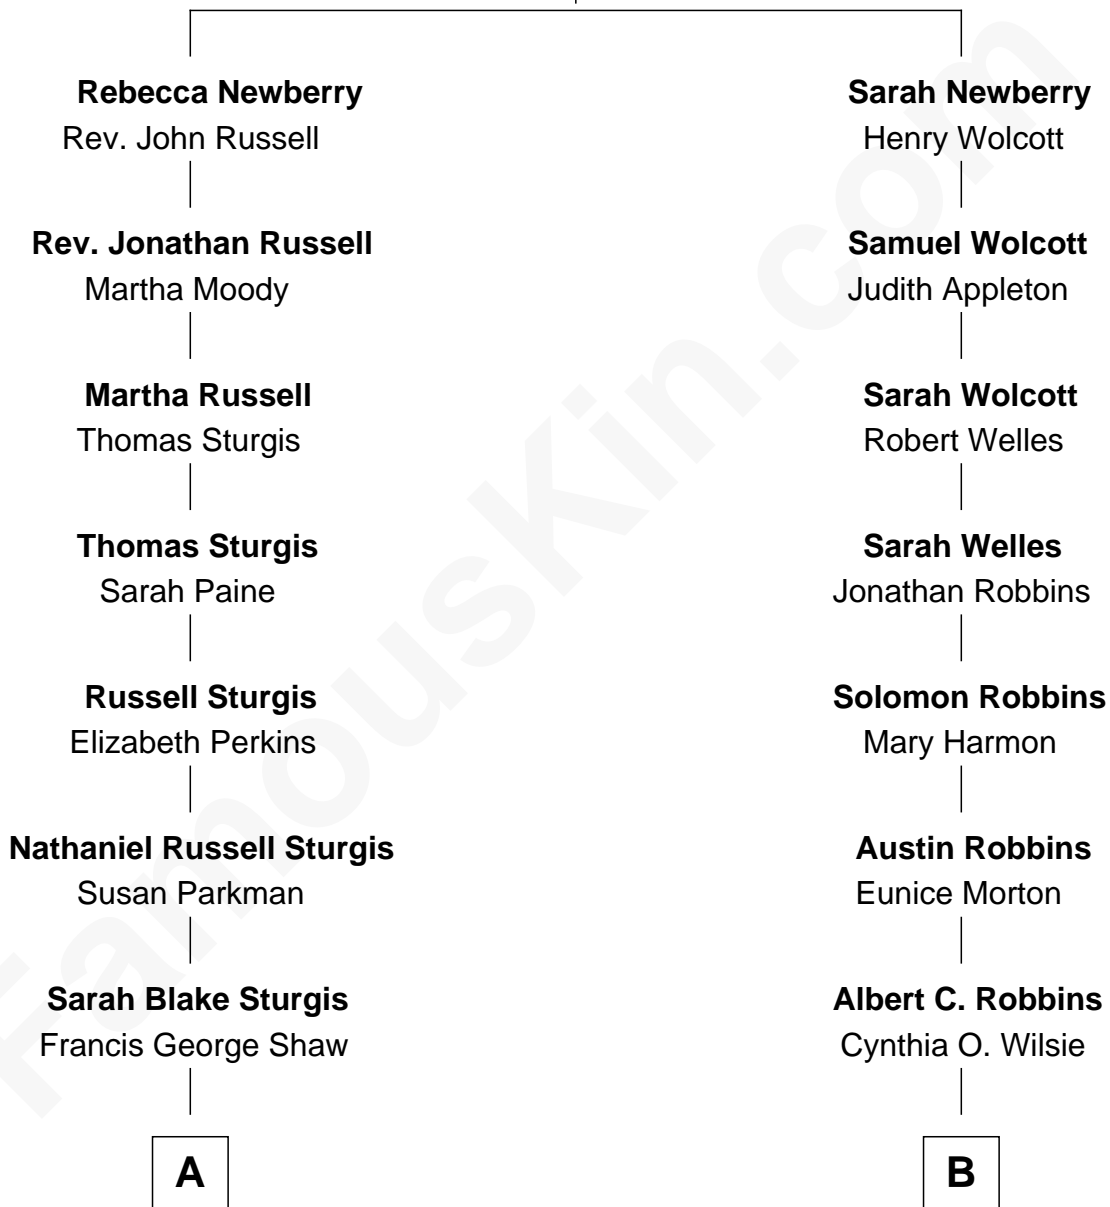 Rebecca Newberry
Rev. John Russell
Rev. Jonathan Russell
Martha Moody
Martha Russell
Thomas Sturgis
Thomas Sturgis
Sarah Paine
Russell Sturgis
Elizabeth Perkins
Nathaniel Russell Sturgis
Susan Parkman
Sarah Blake Sturgis
Francis George Shaw
A
Sarah Newberry
Henry Wolcott
Samuel Wolcott
Judith Appleton
Sarah Wolcott
Robert Welles
Sarah Welles
Jonathan Robbins
Solomon Robbins
Mary Harmon
Austin Robbins
Eunice Morton
Albert C. Robbins
Cynthia O. Wilsie
B
FamousKin.com